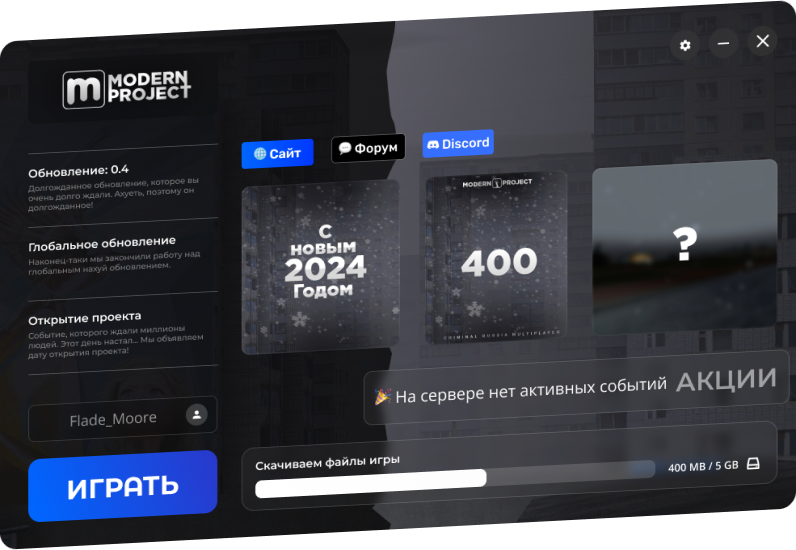 m MODERN
PROJECT
Обновление: 0.4
Долгожданное обновление, которое вы
очень долго ждали. Ахуеть, поэтому он
долгожданное!
Глобальное обновление
Наконец-таки мы закончили работу над
глобальным нахуй обновлением.
Открытие проекта
Событие, которого ждали миллионы
людей. Этот день настал... Мы объявляем
дату открытия проекта!
Flade_Moore
ИГРАТЬ
Сайт
Форум
Discord
С
НОВЫМ
2024
Годом
MODERN PROJECT
400
CRIMINAL RUSSIA MULTIPLAYER
?
На сервере нет активных событий
АКЦИИ
Скачиваем файлы игры
400 MB / 5 GB